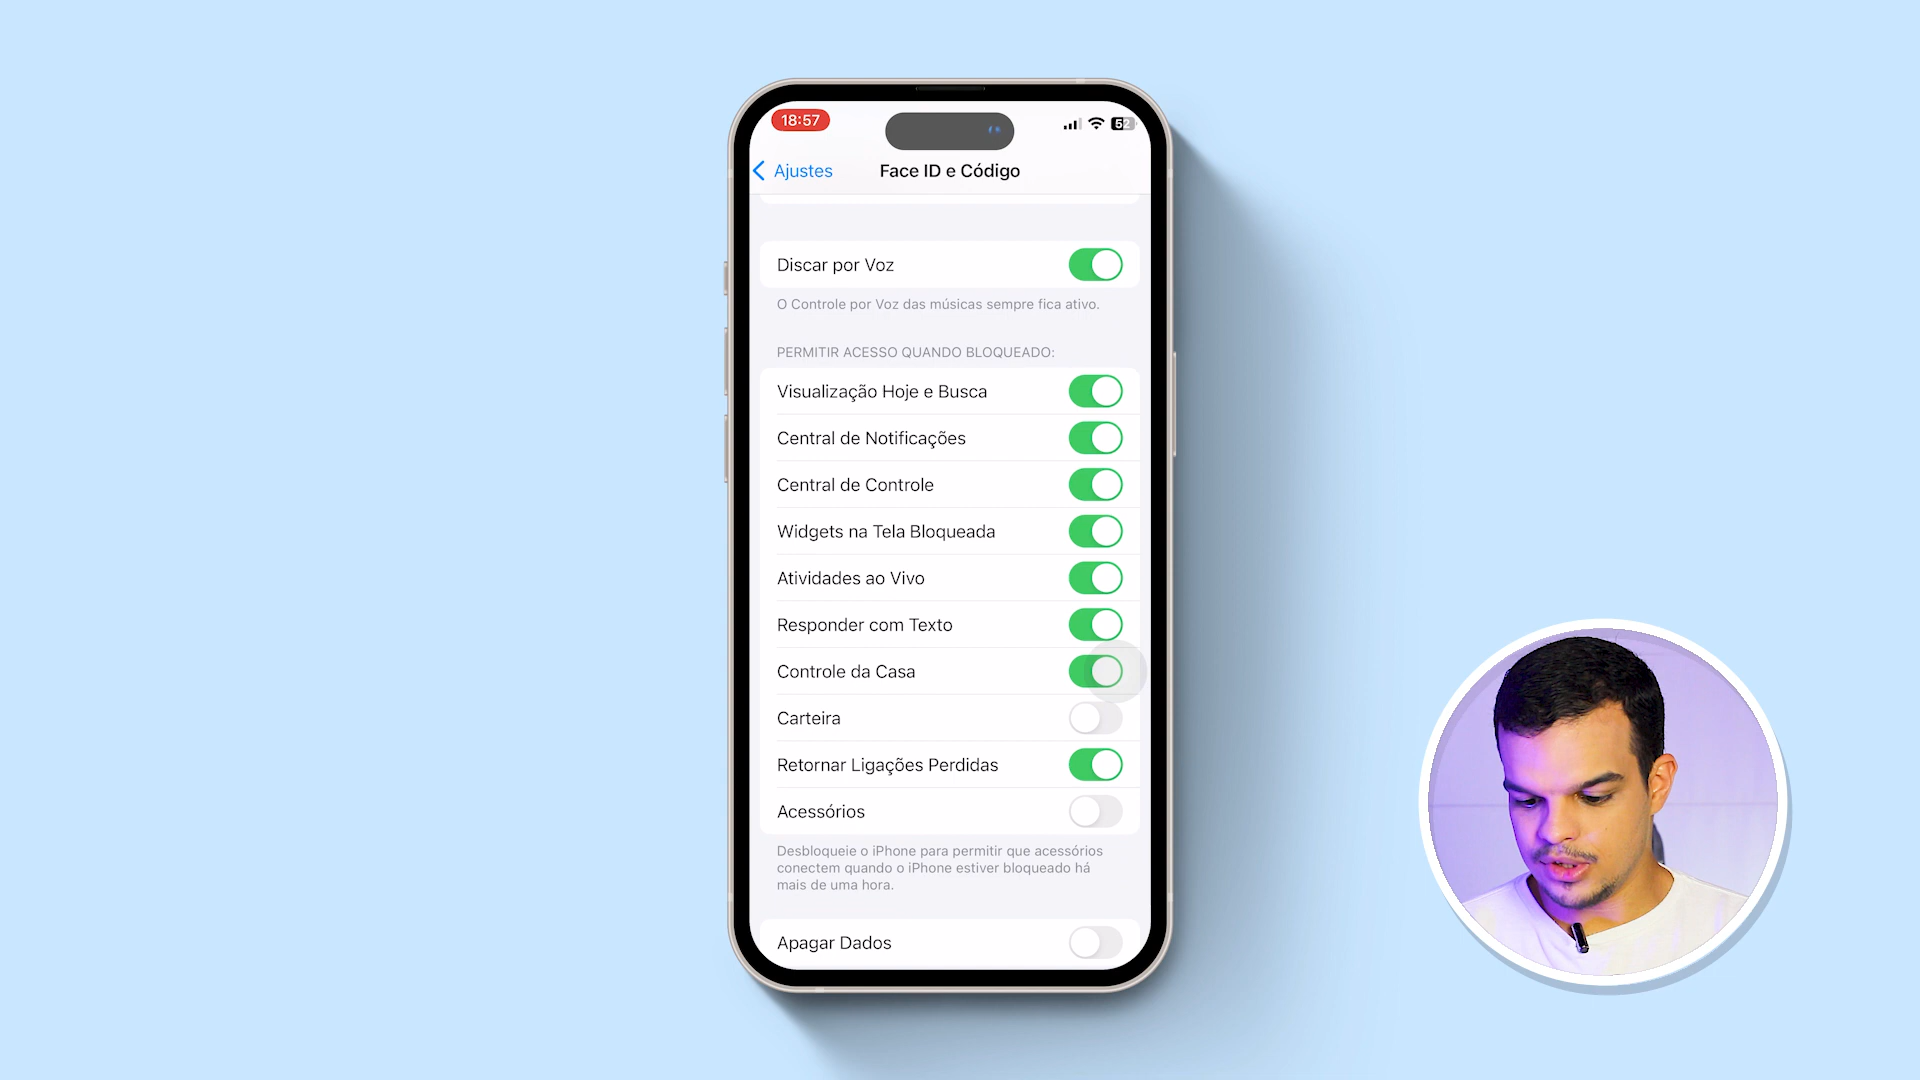 18:57
52
Ajustes
Face ID e Código
Discar por Voz
O Controle por Voz das músicas sempre fica ativo.
PERMITIR ACESSO QUANDO BLOQUEADO:
Visualização Hoje e Busca
Central de Notificações
Central de Controle
Widgets na Tela Bloqueada
Atividades ao Vivo
Responder com Texto
Controle da Casa
Carteira
Retornar Ligações Perdidas
Acessórios
Desbloqueie o iPhone para permitir que acessórios
conectem quando o iPhone estiver bloqueado há
mais de uma hora.
Apagar Dados